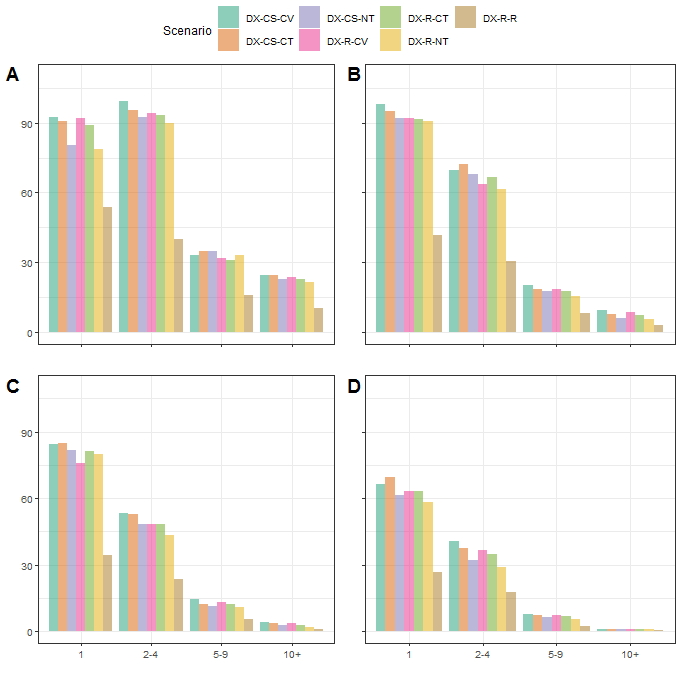 Scenario
DX-CS-CV DX-CS-NT DX-R-CT DX-R-R
DX-CS-CT DX-R-CV DX-R-NT
A B
90
60
30
0
C D
90
60
30
0
1 2-4 5-9 10+ 1 2-4 5-9 10+